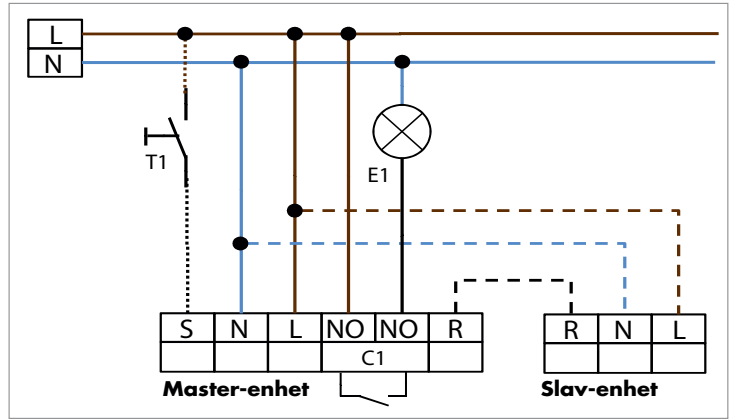 L
N
T1
E1
S N L NO NO R
R N L
C1
Master-enhet
Slav-enhet